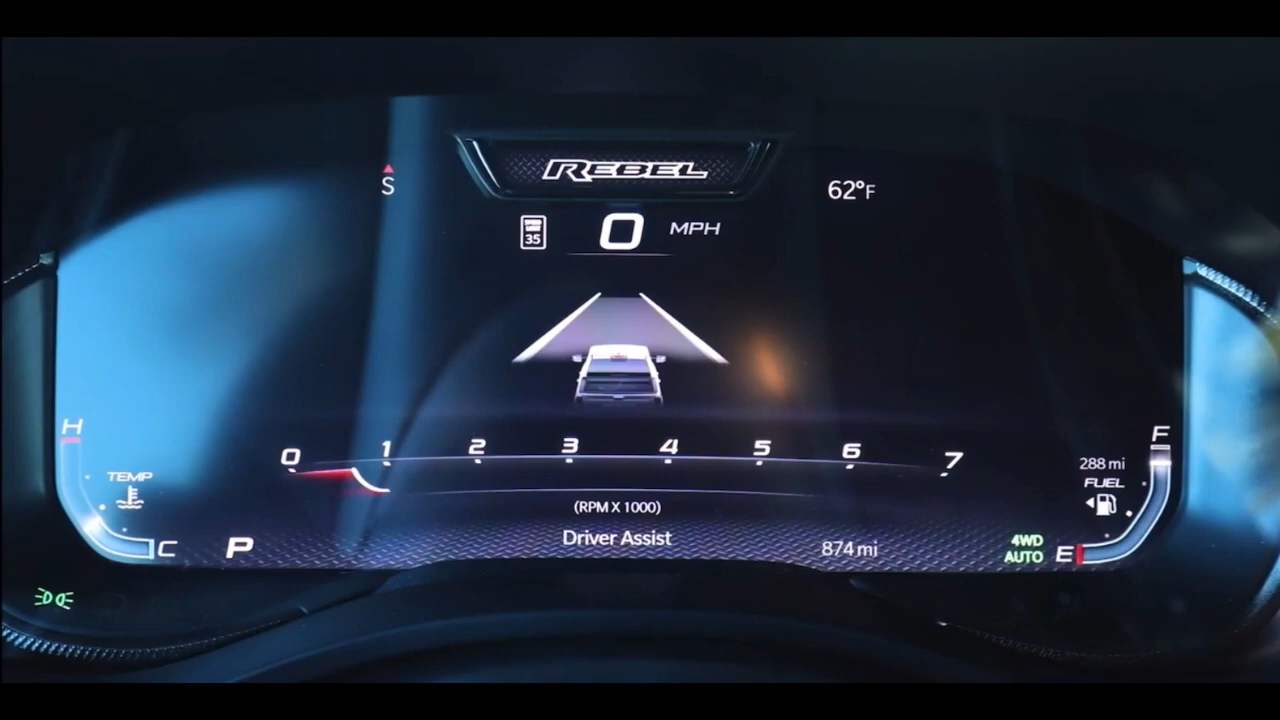 REBEL
S
62°F
35
0 MPH
H
F
0 1 2 3 4 5 6 7
288 mi
TEMP
FUEL
(RPM X 1000)
Driver Assist
P
874 mi
4WD
AUTO
C
E